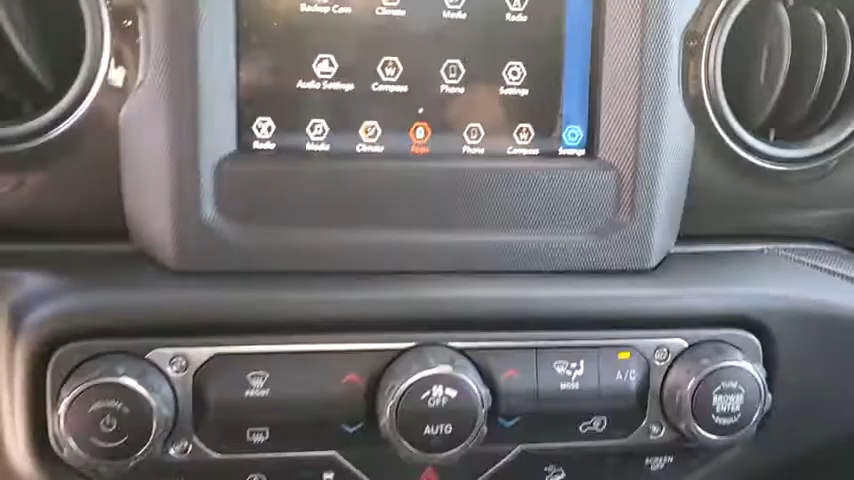 Backup Cam Climate Media Radio
Audio Settings Compass Phone Settings
Radio Media Climate Apps Phone Compass Settings
FRONT
MODE
A/C
OFF
AUTO
TUNE
BROWSE
ENTER
SCREEN
OFF